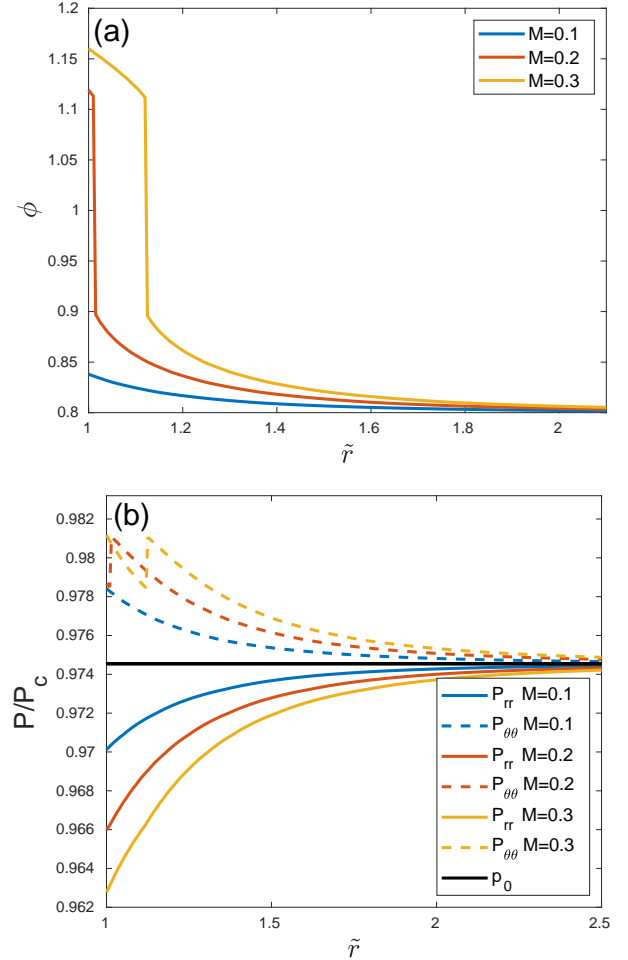 (a)
M=0.1
M=0.2
M=0.3
1.2
1.15
1.1
1.05
1
0.95
0.9
0.85
0.8
ϕ
1 1.2 1.4 1.6 1.8 2
r̃
(b)
0.982
0.98
0.978
0.976
0.974
0.972
0.97
0.968
0.966
0.964
0.962
P/P_c
P_rr M=0.1
P_θθ M=0.1
P_rr M=0.2
P_θθ M=0.2
P_rr M=0.3
P_θθ M=0.3
p_0
1 1.5 2 2.5
r̃